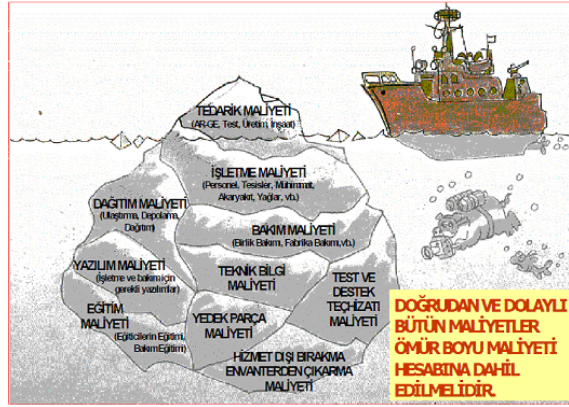 TEDARİK MALİYETİ
(AR-GE, Test, Üretim, İnşaat)
İŞLETME MALİYETİ
(Personel, Tesisler, Mühimmat,
Akaryakıt, Yağlar, vb.)
DAĞITIM MALİYETİ
(Ulaştırma, Depolama,
Dağıtım)
BAKIM MALİYETİ
(Birlik Bakımı, Fabrika Bakımı,vb.)
YAZILIM MALİYETİ
(İşletme ve bakım için
gerekli yazılımlar)
TEKNİK BİLGİ
MALİYETİ
TEST VE
DESTEK
TEÇHİZATI
MALİYETİ
EĞİTİM
MALİYETİ
(Eğiticilerin Eğitimi,
Bakım Eğitimi)
YEDEK PARÇA
MALİYETİ
HİZMET DIŞI BIRAKMA
ENVANTERDEN ÇIKARMA
MALİYETİ
DOĞRUDAN VE DOLAYLI
BÜTÜN MALİYETLER
ÖMÜR BOYU MALİYETİ
HESABINA DAHİL
EDİLMELİDİR.